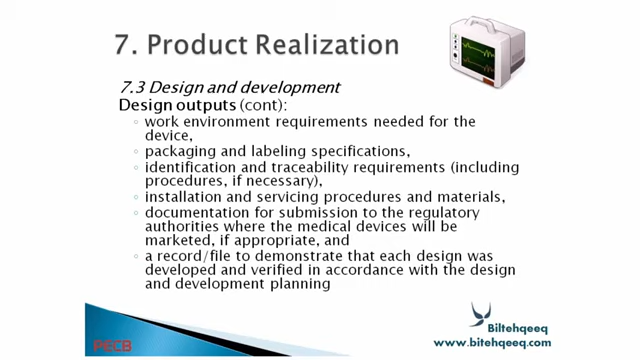 7. Product Realization
7.3 Design and development
Design outputs (cont):
◦ work environment requirements needed for the
device,
◦ packaging and labeling specifications,
◦ identification and traceability requirements (including
procedures, if necessary),
◦ installation and servicing procedures and materials,
◦ documentation for submission to the regulatory
authorities where the medical devices will be
marketed, if appropriate, and
◦ a record/file to demonstrate that each design was
developed and verified in accordance with the design
and development planning
Biltehqeeq
PECB
www.bitehqeeq.com